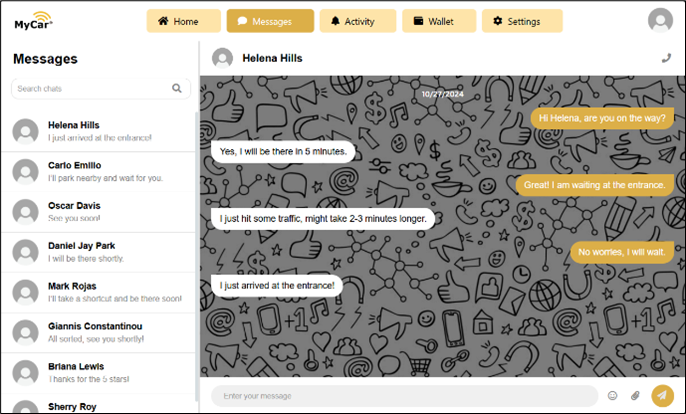 MyCar
Home
Messages
Activity
Wallet
Settings
Messages
Search chats
Helena Hills
I just arrived at the entrance!
Carlo Emilio
I'll park nearby and wait for you.
Oscar Davis
See you soon!
Daniel Jay Park
I will be there shortly.
Mark Rojas
I'll take a shortcut and be there soon!
Giannis Constantinou
All sorted, see you shortly!
Briana Lewis
Thanks for the 5 stars!
Sherry Roy
Helena Hills
10/27/2024
Hi Helena, are you on the way?
Yes, I will be there in 5 minutes.
Great! I am waiting at the entrance.
I just hit some traffic, might take 2-3 minutes longer.
No worries, I will wait.
I just arrived at the entrance!
+1
+1
Enter your message